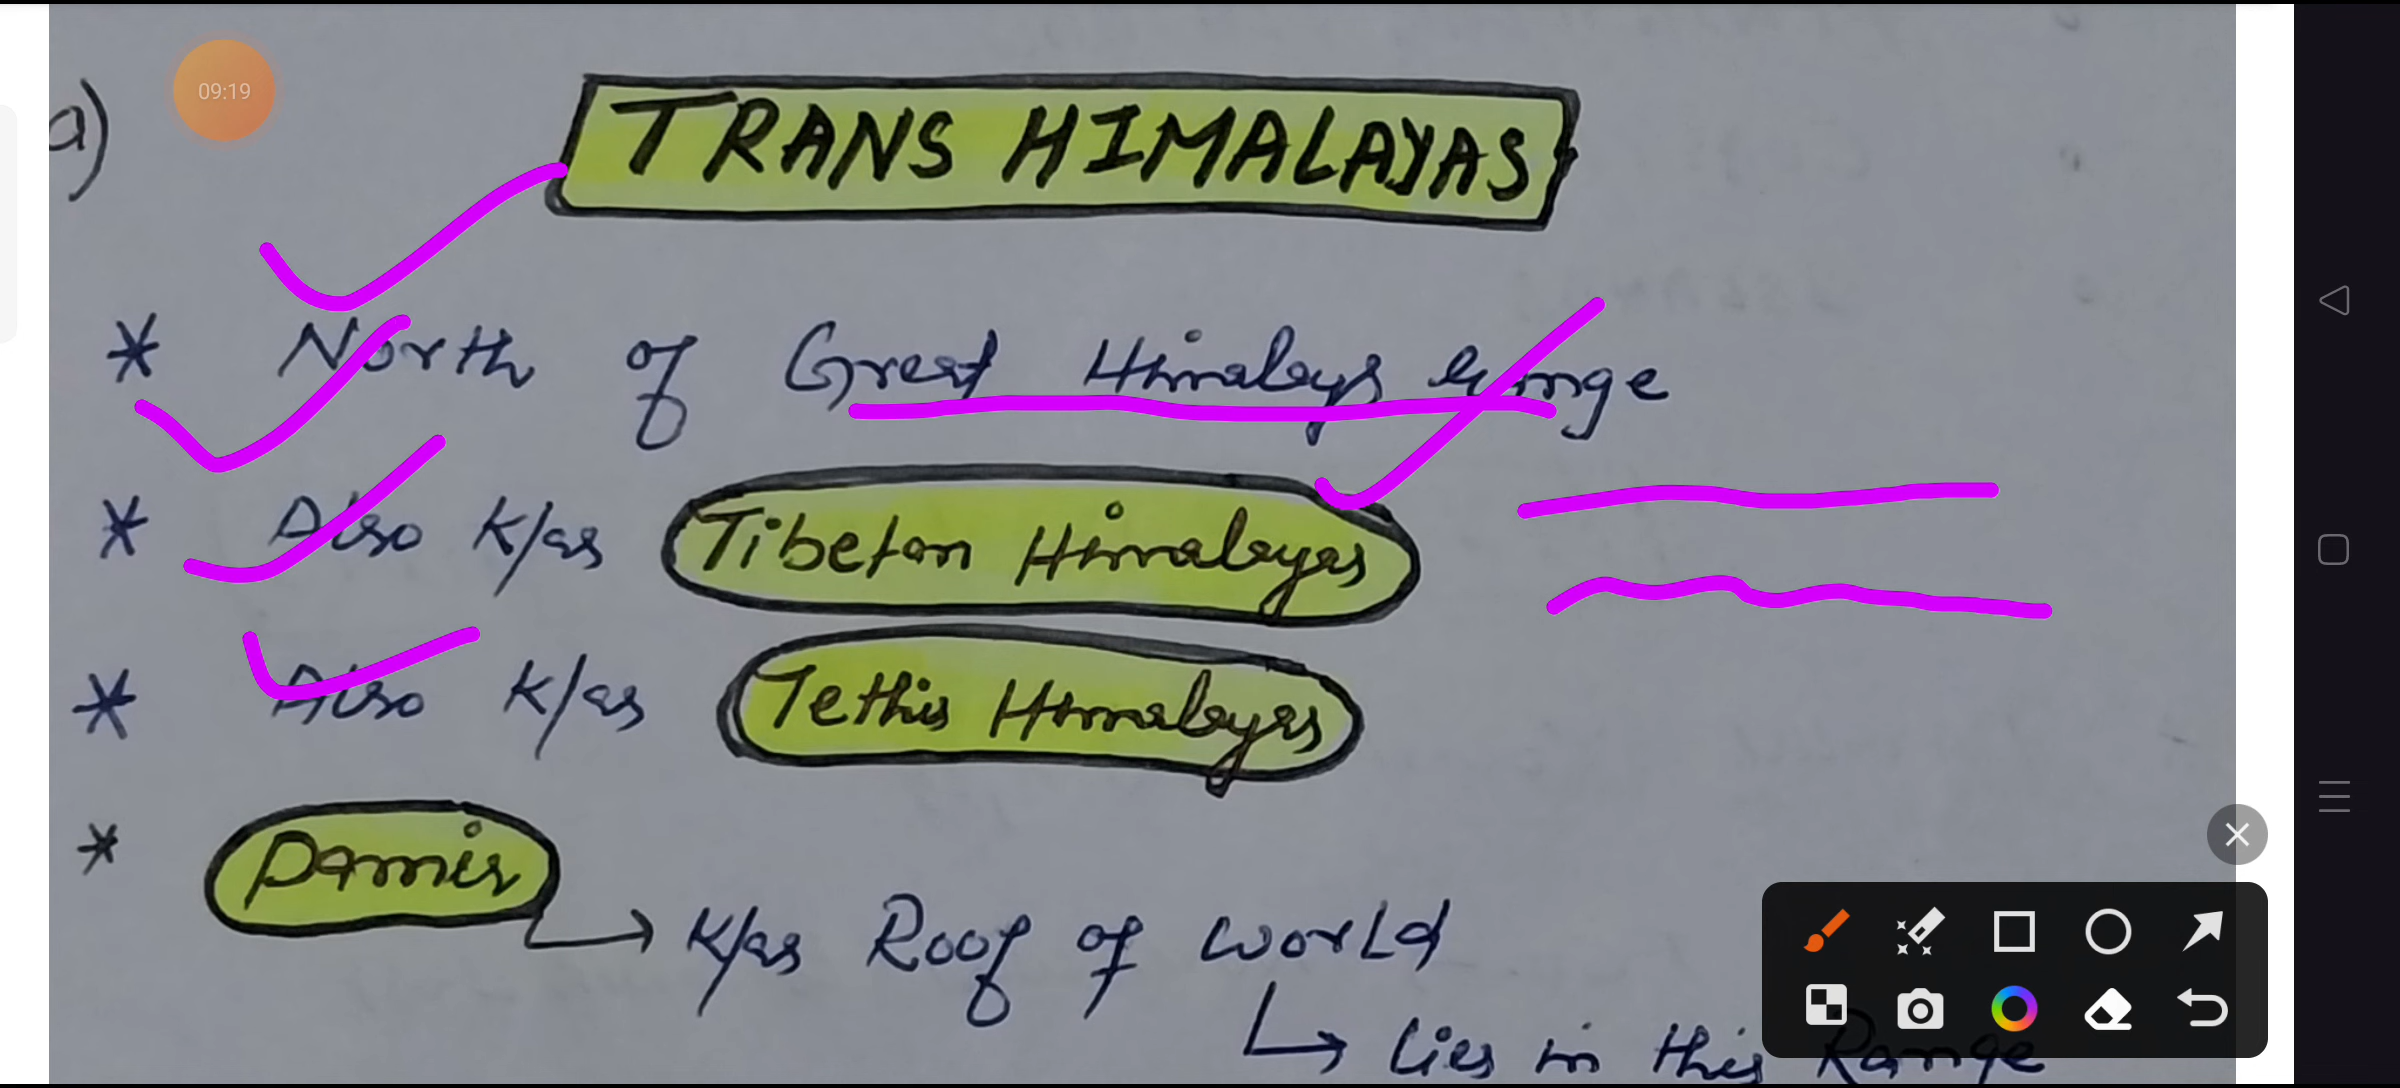 09:19
a)
TRANS HIMALAYAS
* North of Great Himalays Range
* Also K/as Tibetan Himalayas
* Also K/as Tethis Himalayas
* Pamir
K/as Roof of world
Lies in this Range